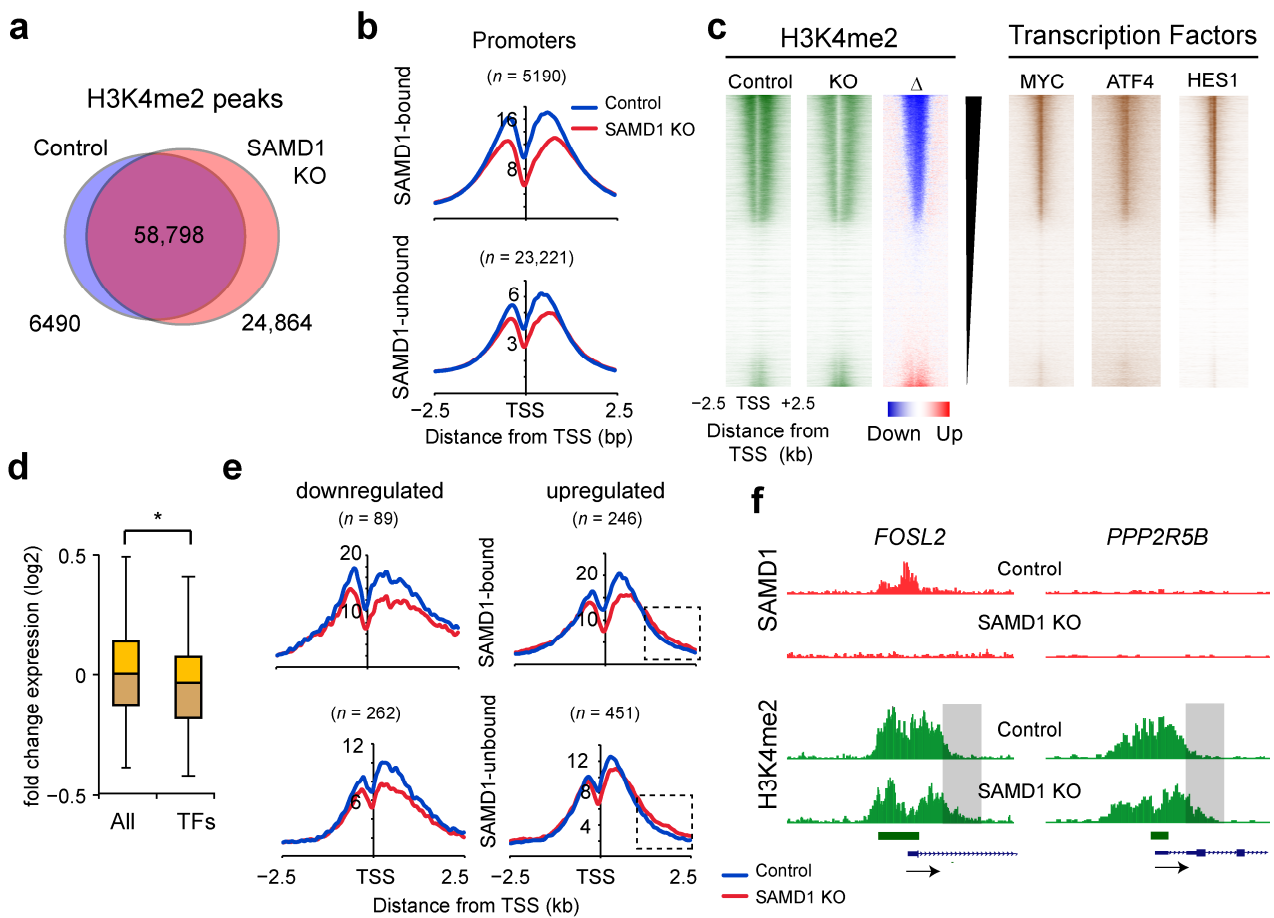 a
H3K4me2 peaks
Control
SAMD1
KO
58,798
6490
24,864
b
Promoters
SAMD1-bound
(n = 5190)
16
8
Control
SAMD1 KO
SAMD1-unbound
(n = 23,221)
6
3
−2.5 TSS 2.5
Distance from TSS (bp)
c
H3K4me2
Transcription Factors
Control KO Δ
MYC ATF4 HES1
−2.5 TSS +2.5
Distance from
TSS (kb)
Down Up
d
*
fold change expression (log2)
0.5
0
−0.5
All TFs
e
downregulated
upregulated
(n = 89)
20
10
SAMD1-bound
(n = 246)
20
10
(n = 262)
12
6
SAMD1-unbound
(n = 451)
12
8
4
−2.5 TSS 2.5
−2.5 TSS 2.5
Distance from TSS (kb)
Control
SAMD1 KO
f
FOSL2
PPP2R5B
SAMD1
Control
SAMD1 KO
H3K4me2
Control
SAMD1 KO